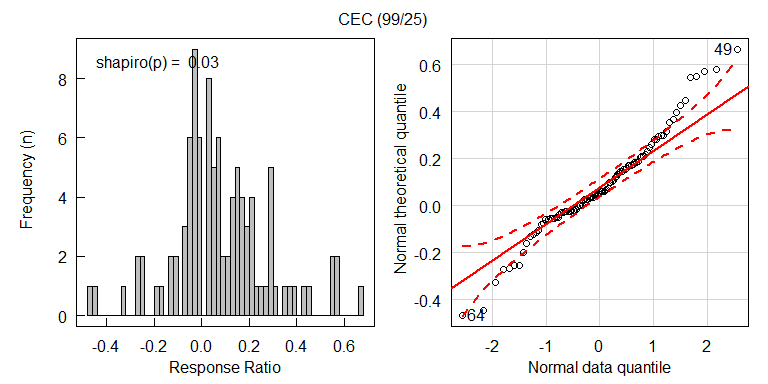 CEC (99/25)
shapiro(p) = 0.03
Frequency (n)
8
6
4
2
0
-0.4 -0.2 0.0 0.2 0.4 0.6
Response Ratio
49
Normal theoretical quantile
0.6
0.4
0.2
0.0
-0.2
-0.4
64
-2 -1 0 1 2
Normal data quantile